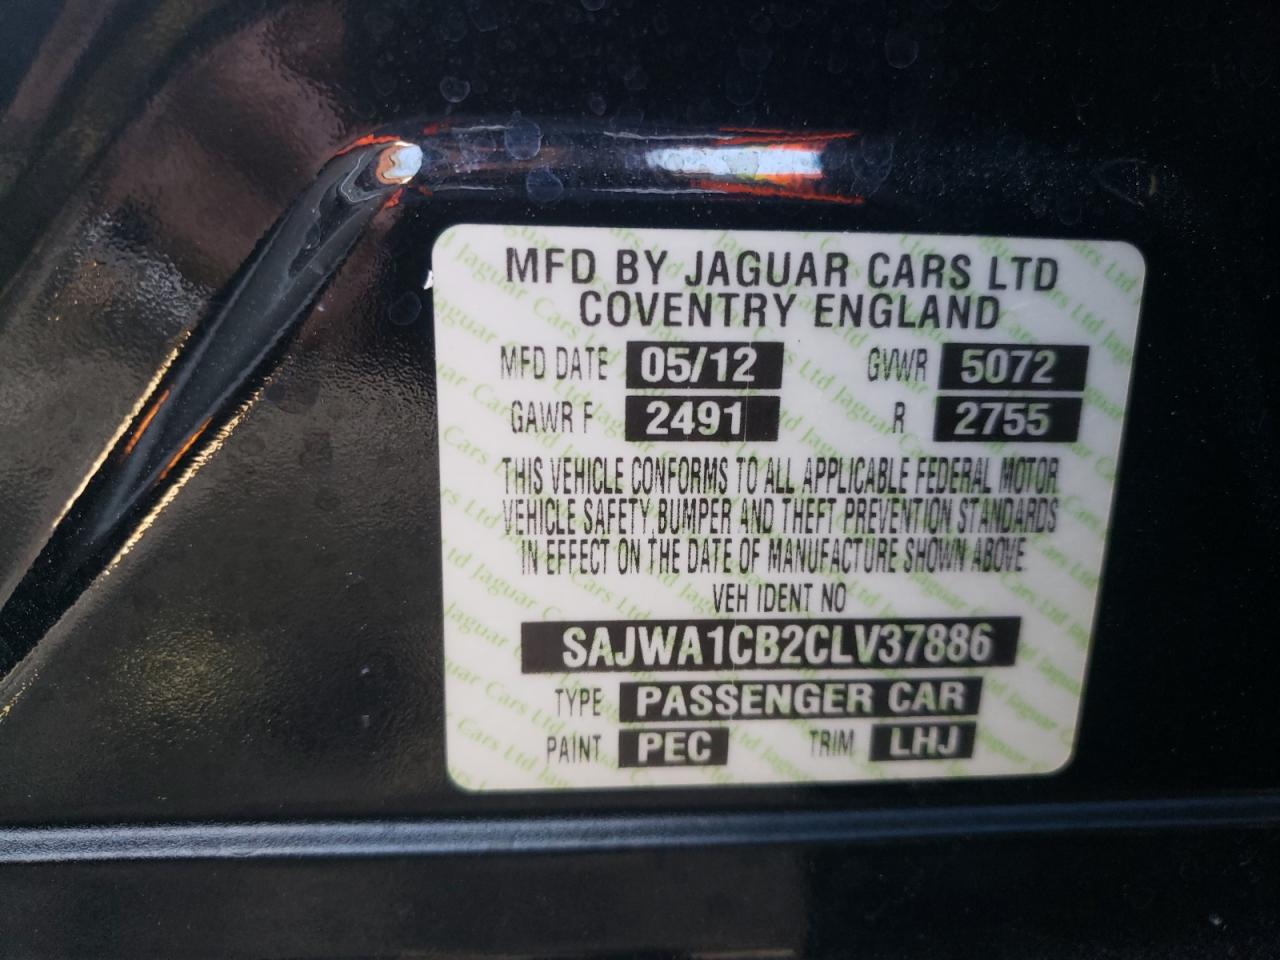 MFD BY JAGUAR CARS LTD
COVENTRY ENGLAND
MFD DATE 05/12 GVWR 5072
GAWR F 2491 R 2755
THIS VEHICLE CONFORMS TO ALL APPLICABLE FEDERAL MOTOR
VEHICLE SAFETY, BUMPER AND THEFT PREVENTION STANDARDS
IN EFFECT ON THE DATE OF MANUFACTURE SHOWN ABOVE
VEH IDENT NO
SAJWA1CB2CLV37886
TYPE PASSENGER CAR
PAINT PEC TRIM LHJ